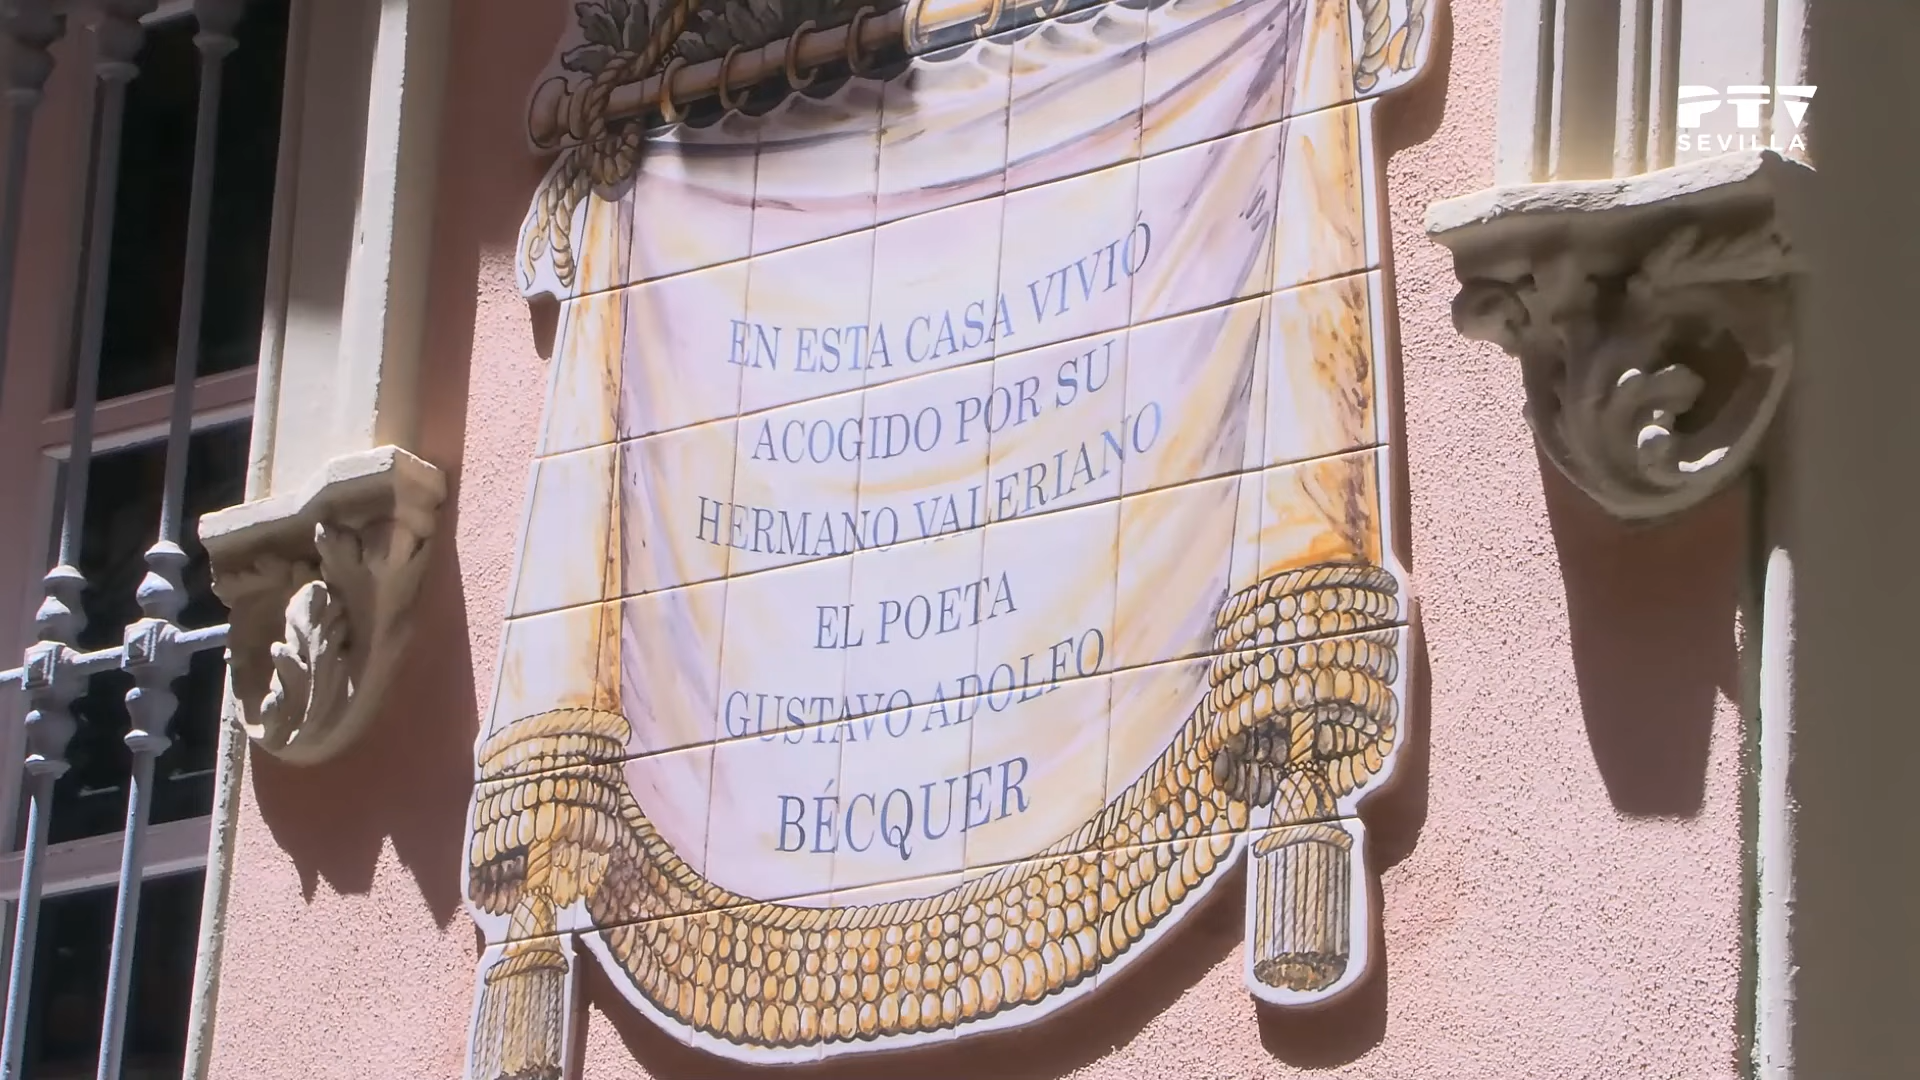 PTV
SEVILLA
EN ESTA CASA VIVIÓ
ACOGIDO POR SU
HERMANO VALERIANO
EL POETA
GUSTAVO ADOLFO
BÉCQUER